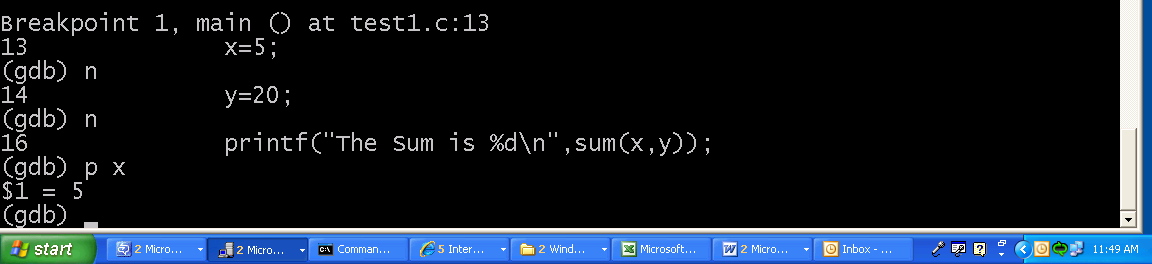 Breakpoint 1, main () at test1.c:13
13              x=5;
(gdb) n
14              y=20;
(gdb) n
16              printf("The Sum is %d\n",sum(x,y));
(gdb) p x
$1 = 5
(gdb)
start 2 Micro... 2 Micro... C:\ Comman... 5 Inter... 2 Wind... Microsoft... 2 Micro... Inbox - ... 11:49 AM